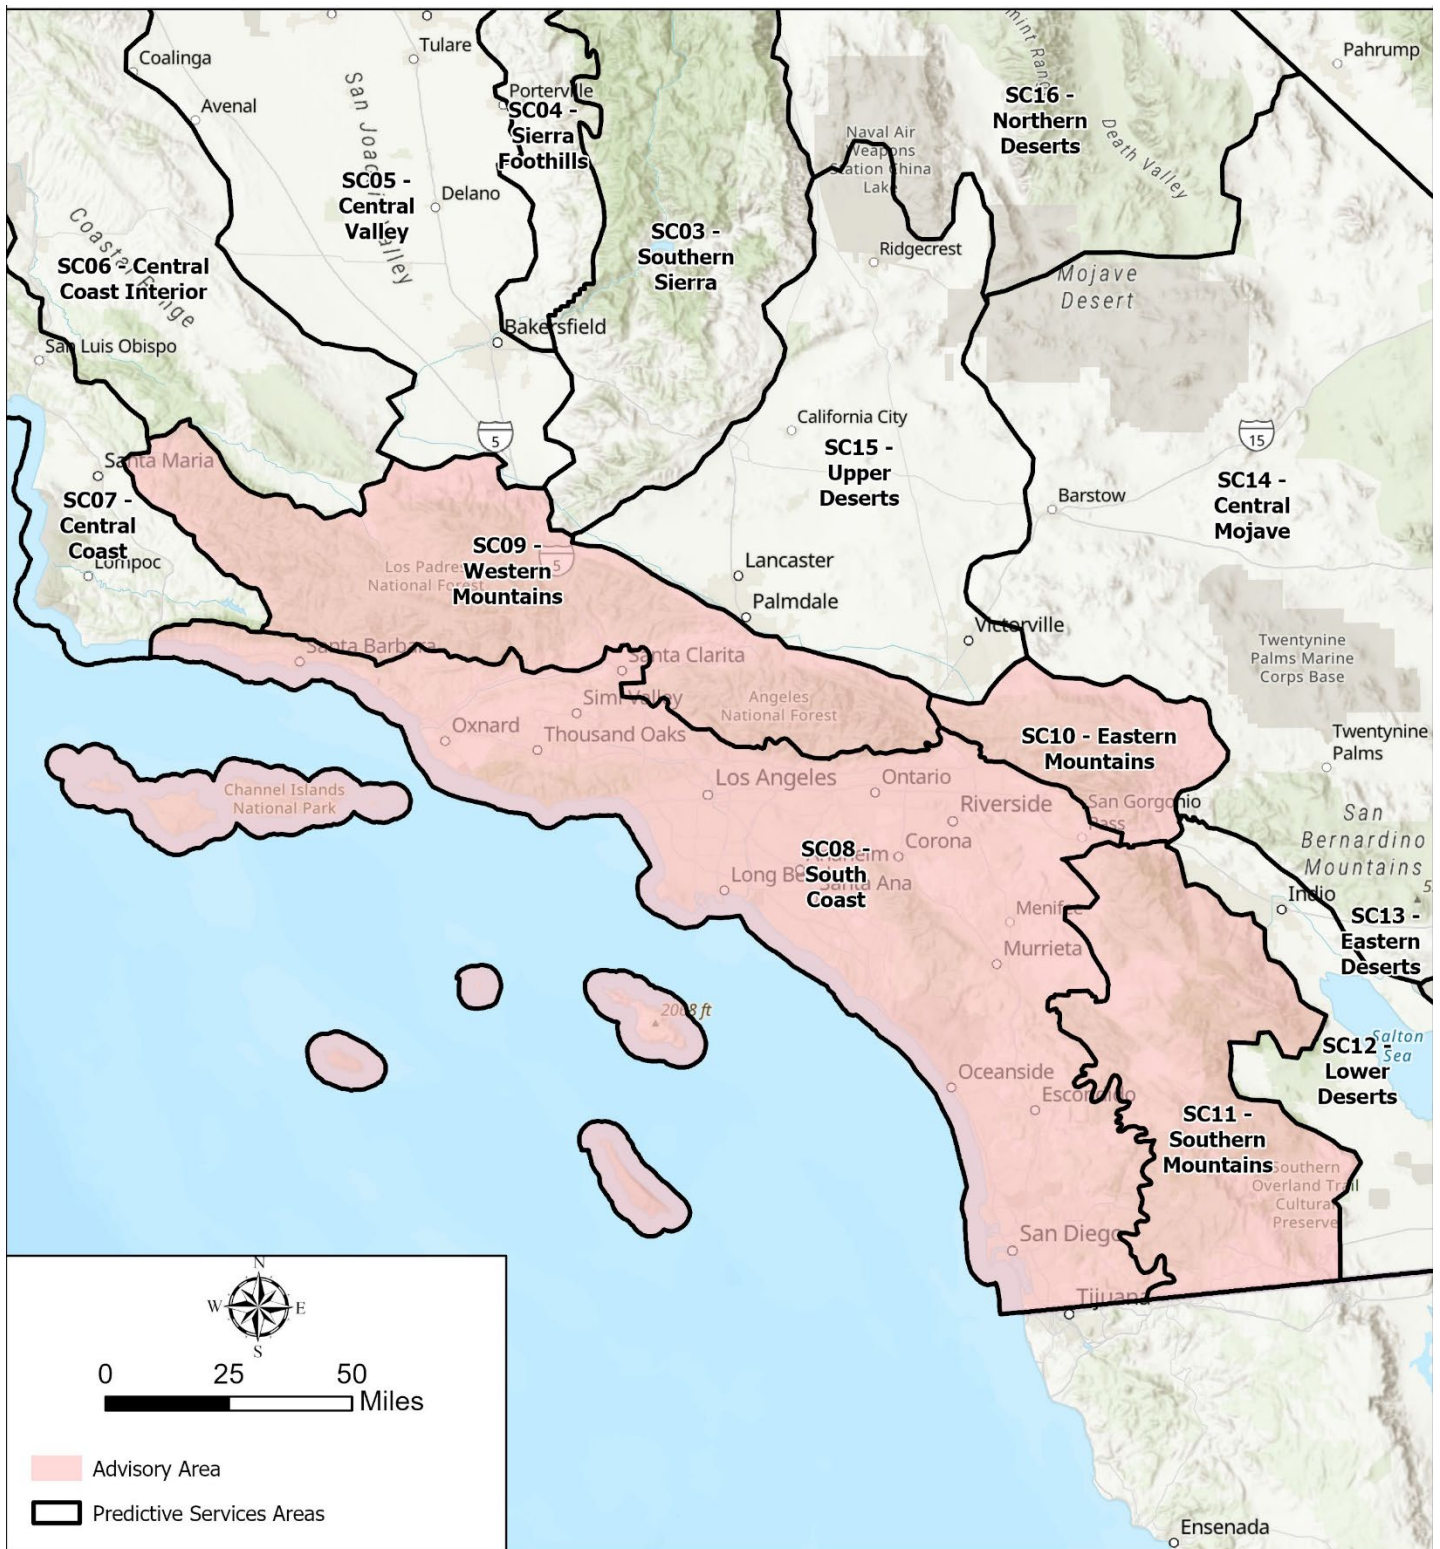 Coalinga
Tulare
Pahrump
Avenal
Porterville
San Joaquin Valley
SC04 -
Sierra
Foothills
SC16 -
Northern
Deserts
Death Valley
Naval Air
Weapons
Station China
Lake
SC05 -
Central
Valley
Delano
Coastal Range
SC06 - Central
Coast Interior
SC03 -
Southern
Sierra
Ridgecrest
Mojave
Desert
San Luis Obispo
Bakersfield
5
California City
15
SC15 -
Upper
Deserts
Santa Maria
SC07 -
Central
Coast
Lompoc
Barstow
SC14 -
Central
Mojave
SC09 -
Western
Mountains
5
Los Padres
National Forest
Lancaster
Palmdale
Victorville
Twentynine
Palms Marine
Corps Base
Santa Barbara
Santa Clarita
Simi Valley
Angeles
National Forest
Oxnard
Thousand Oaks
SC10 - Eastern
Mountains
Twentynine
Palms
Channel Islands
National Park
Los Angeles
Ontario
Riverside
San Gorgonio
Pass
San
Bernardino
Mountains
Corona
SC08 -
South
Coast
Anaheim
Long Beach
Santa Ana
Indio
Menifee
SC13 -
Eastern
Deserts
Murrieta
2068 ft
Salton
Sea
SC12 -
Lower
Deserts
Oceanside
Escondido
SC11 -
Southern
Mountains
Southern
Overland Trail
Cultural
Preserve
San Diego
Tijuana
Ensenada
N
W
E
S
0 25 50
Miles
Advisory Area
Predictive Services Areas